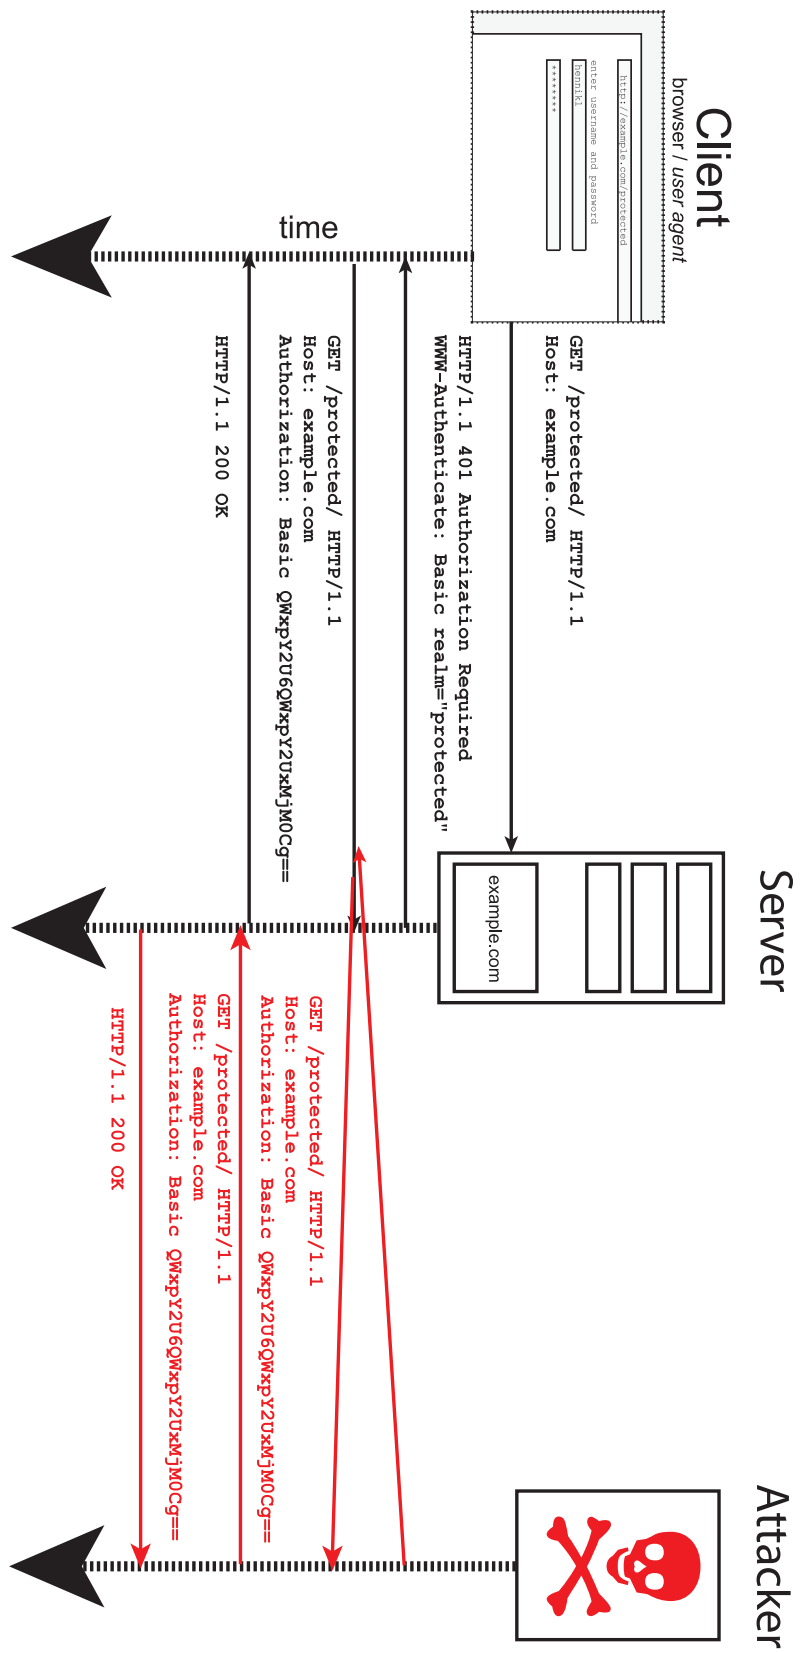 Client
browser / user agent
http://example.com/protected
enter username and password
hennikl
********
time
GET /protected/ HTTP/1.1
Host: example.com
HTTP/1.1 401 Authorization Required
WWW-Authenticate: Basic realm="protected"
GET /protected/ HTTP/1.1
Host: example.com
Authorization: Basic QWxpY2U6QWxpY2UxMjM0Cg==
HTTP/1.1 200 OK
Server
example.com
GET /protected/ HTTP/1.1
Host: example.com
Authorization: Basic QWxpY2U6QWxpY2UxMjM0Cg==
GET /protected/ HTTP/1.1
Host: example.com
Authorization: Basic QWxpY2U6QWxpY2UxMjM0Cg==
HTTP/1.1 200 OK
Attacker